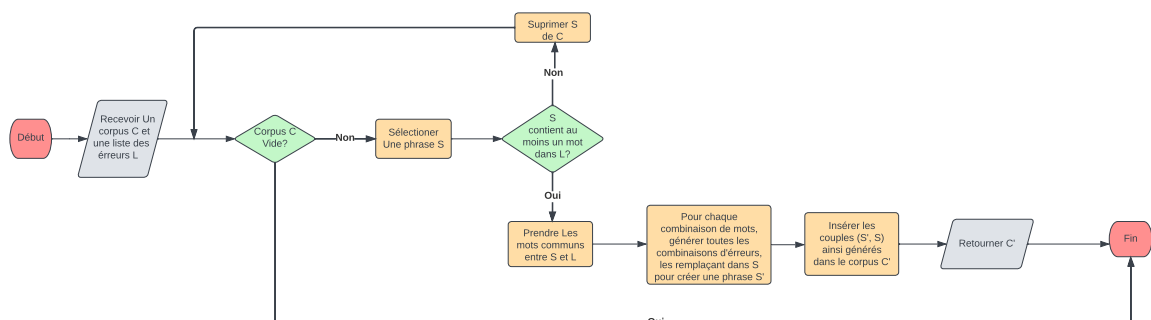 Suprimer S
de C
Non
Début
Recevoir Un
corpus C et
une liste des
érreurs L
Corpus C
Vide?
Non
Sélectioner
Une phrase S
S
contient au
moins un mot
dans L?
Oui
Prendre Les
mots communs
entre S et L
Pour chaque
combinaison de mots,
générer toutes les
combinaisons d'érreurs,
les remplaçant dans S
pour créer une phrase S'
Insérer les
couples (S', S)
ainsi générés
dans le corpus C'
Retourner C'
Fin